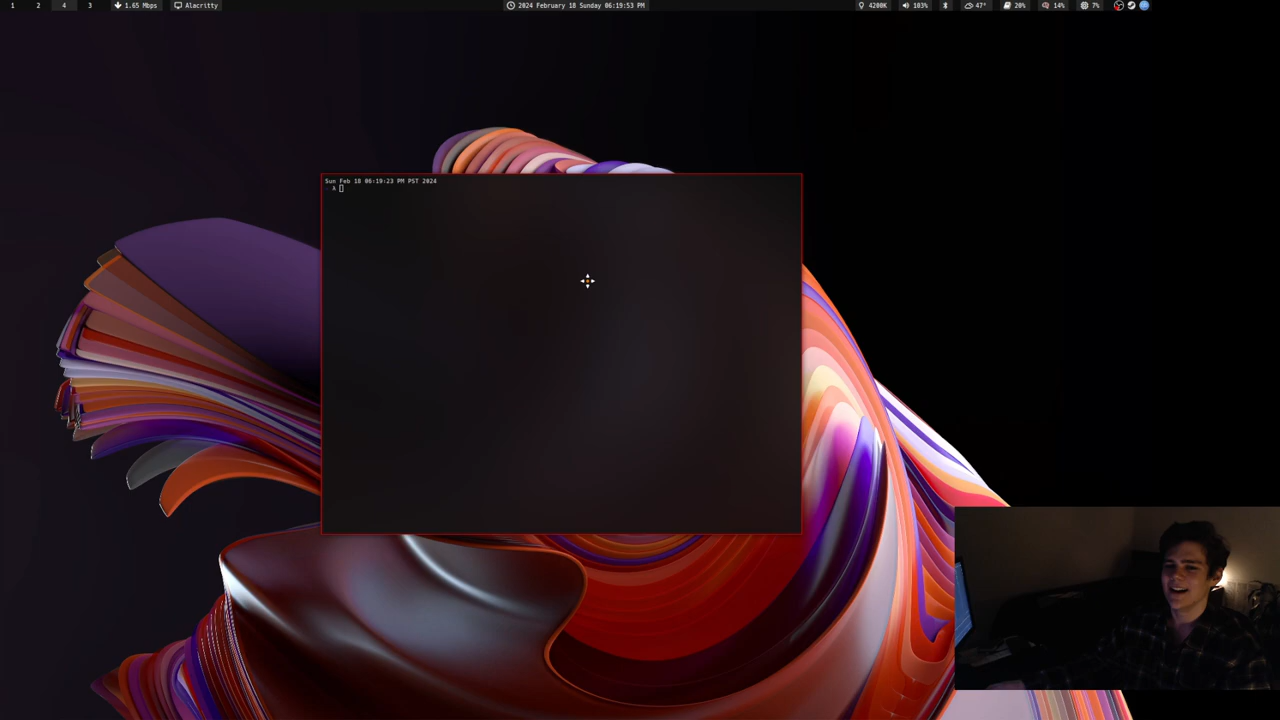 1 2 4 3 1.65 Mbps Alacritty 2024 February 18 Sunday 06:19:53 PM 4200K 103% 47° 20% 14% 7%
Sun Feb 18 06:19:23 PM PST 2024
λ